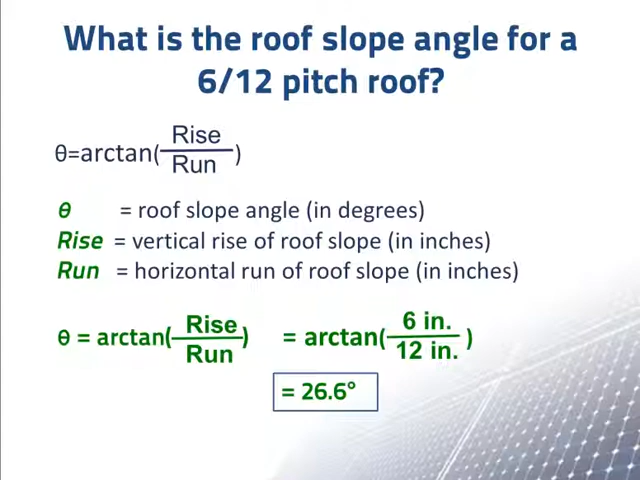 What is the roof slope angle for a
6/12 pitch roof?
θ=arctan(Rise/Run)
θ = roof slope angle (in degrees)
Rise = vertical rise of roof slope (in inches)
Run = horizontal run of roof slope (in inches)
θ = arctan(Rise/Run) = arctan(6 in./12 in.)
= 26.6°